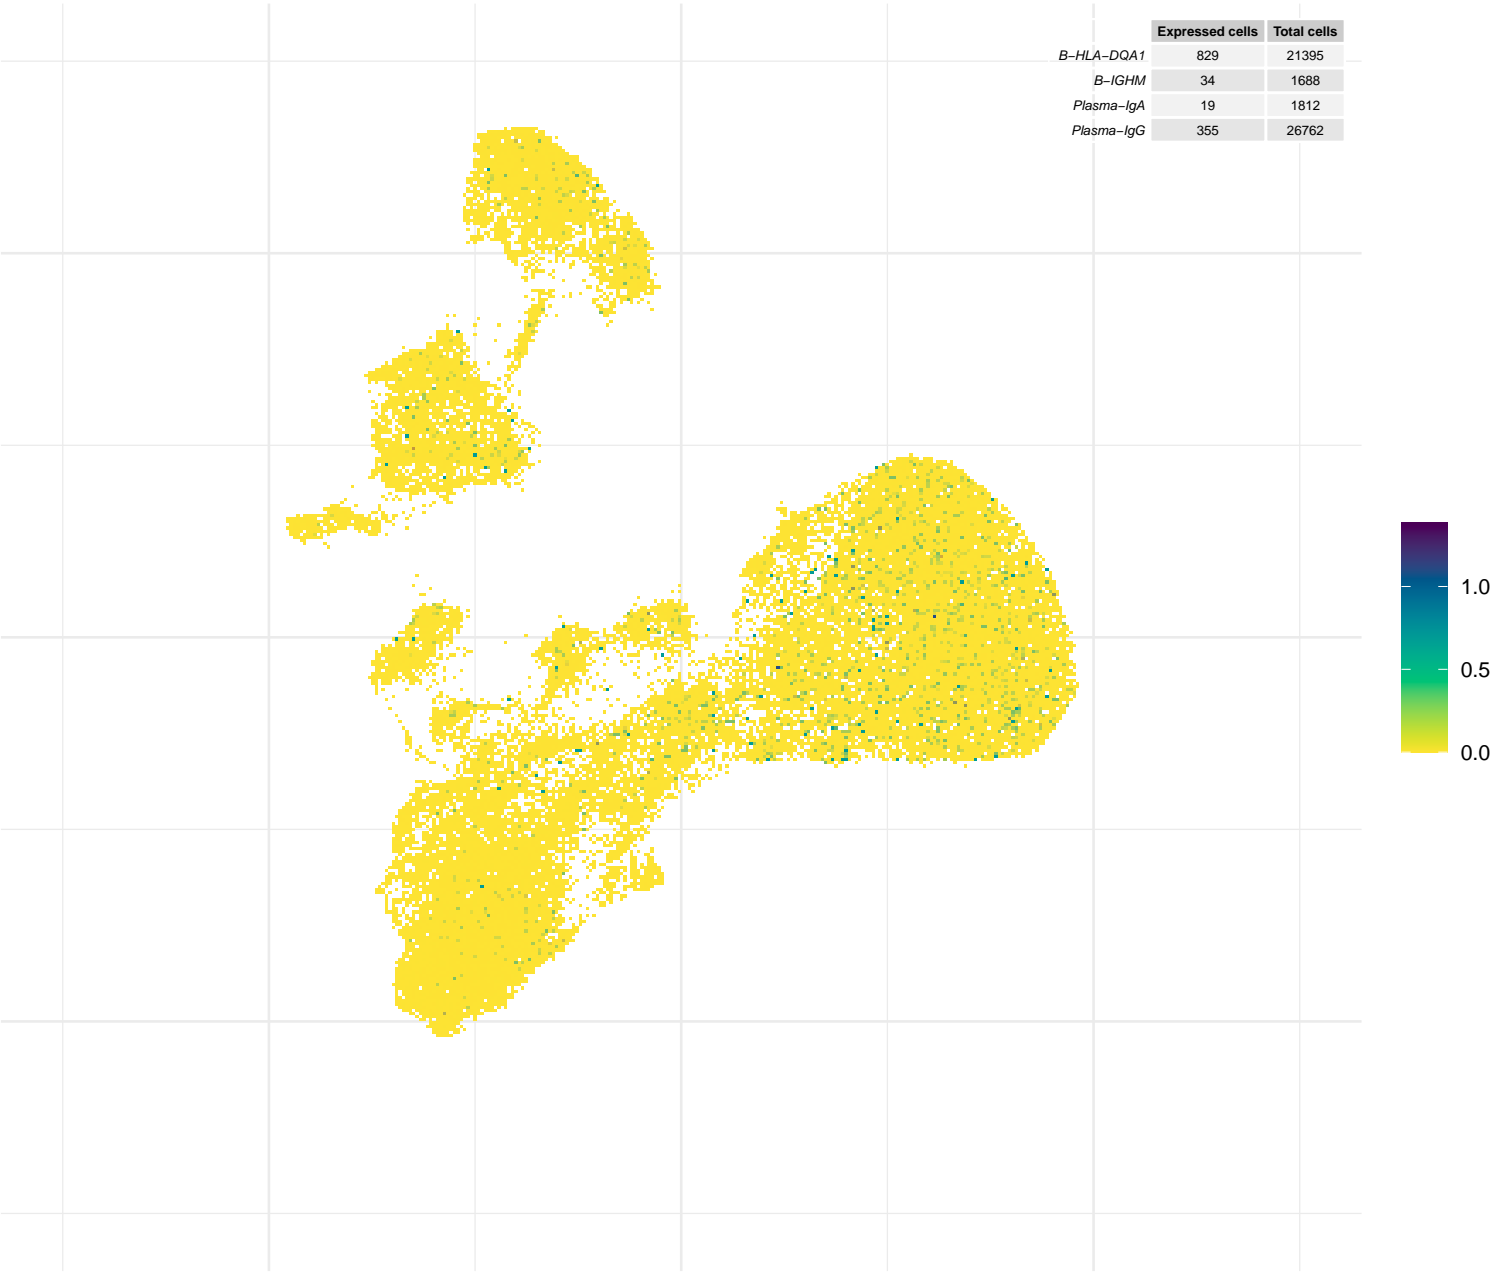 Expressed cells Total cells
B−HLA−DQA1 829 21395
B−IGHM 34 1688
Plasma−IgA 19 1812
Plasma−IgG 355 26762
1.0
0.5
0.0